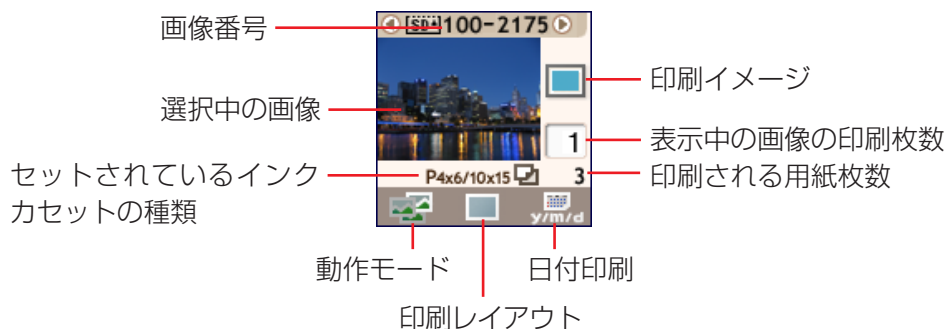 画像番号
SD
100-2175
選択中の画像
印刷イメージ
1
表示中の画像の印刷枚数
セットされているインク
カセットの種類
P4x6/10x15
3
印刷される用紙枚数
y/m/d
動作モード
日付印刷
印刷レイアウト